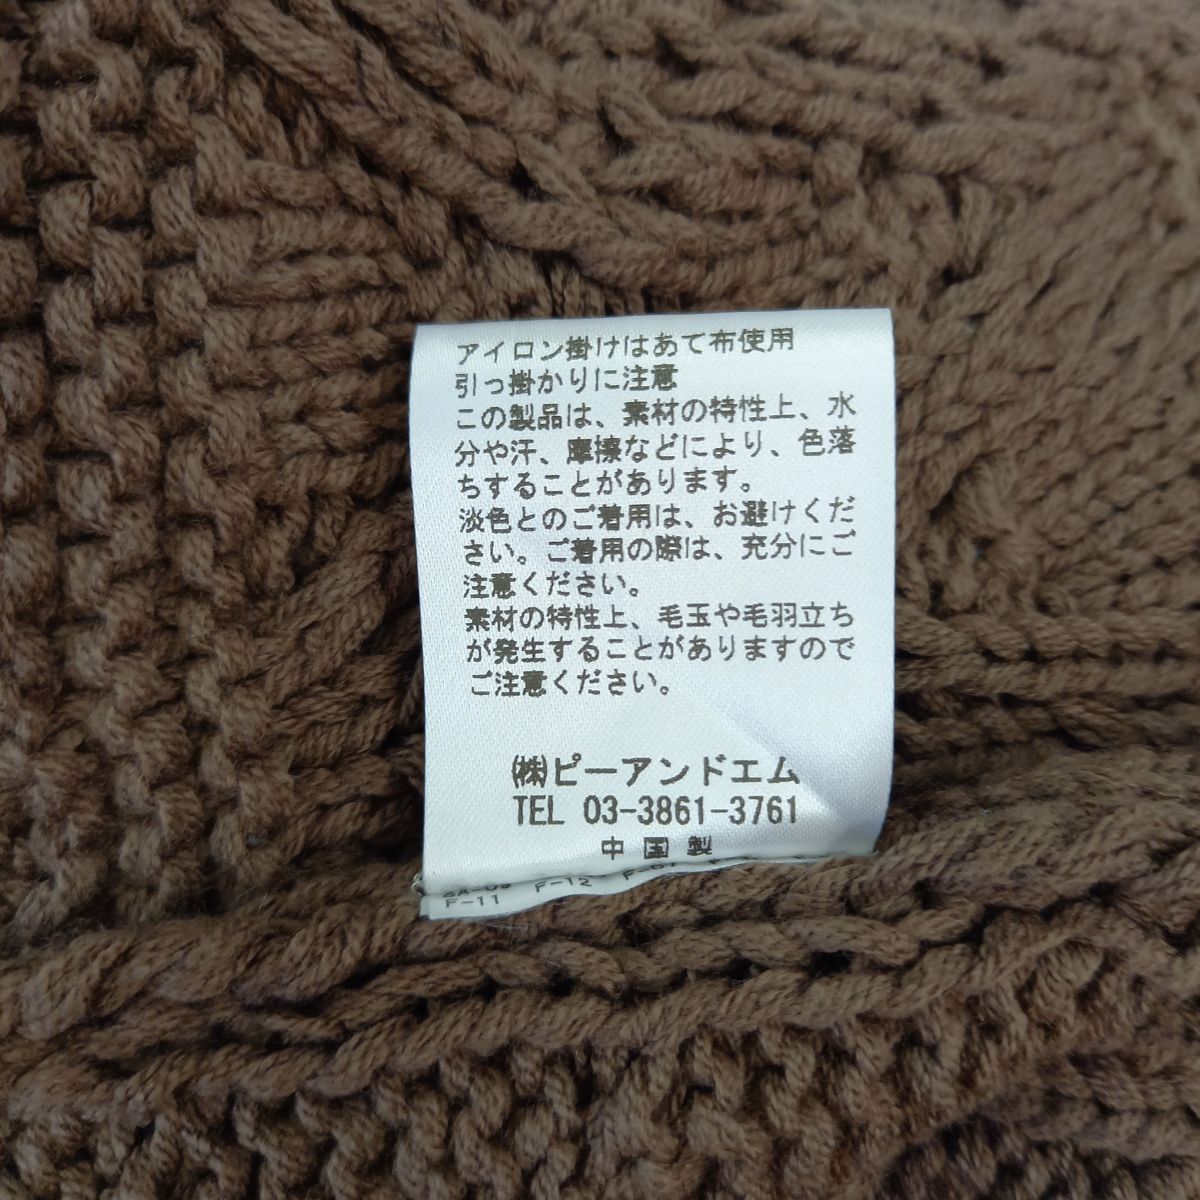 アイロン掛けはあて布使用
引っ掛かりに注意
この製品は、素材の特性上、水
分や汗、摩擦などにより、色落
ちすることがあります。
淡色とのご着用は、お避けくだ
さい。ご着用の際は、充分にご
注意ください。
素材の特性上、毛玉や毛羽立ち
が発生することがありますので
ご注意ください。
㈱ピーアンドエム
TEL 03-3861-3761
中国製
F-12
F-11